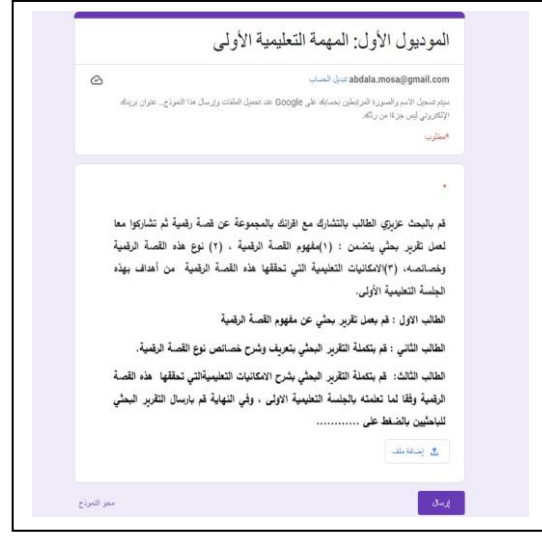 الموديول الأول: المهمة التعليمية الأولى
abdala.mosa@gmail.com تبديل الحساب
سيتم تسجيل الاسم والصورة المرتبطين بحسابك على Google عند تحميل الملفات وإرسال هذا النموذج. عنوان بريدك
الإلكتروني ليس جزءًا من ردّك.
*مطلوب
*
قم بالبحث عزيزي الطالب بالتشارك مع اقرانك بالمجموعة عن قصة رقمية ثم تشاركوا معا
لعمل تقرير بحثي يتضمن : (١)مفهوم القصة الرقمية ، (٢) نوع هذه القصة الرقمية
وخصائصه، (٣)الامكانيات التعليمية التي تحققها هذه القصة الرقمية من أهداف بهذه
الجلسة التعليمية الأولى.
الطالب الاول : قم بعمل تقرير بحثي عن مفهوم القصة الرقمية
الطالب الثاني : قم بتكملة التقرير البحثي بتعريف وشرح خصائص نوع القصة الرقمية.
الطالب الثالث: قم بتكملة التقرير البحثي بشرح الامكانيات التعليميةالتي تحققها هذه القصة
الرقمية وفقا لما تعلمته بالجلسة التعليمية الاولى ، وفي النهاية قم بارسال التقرير البحثي
للباحثيين بالضغط على ............
إضافة ملف
إرسال
محو النموذج